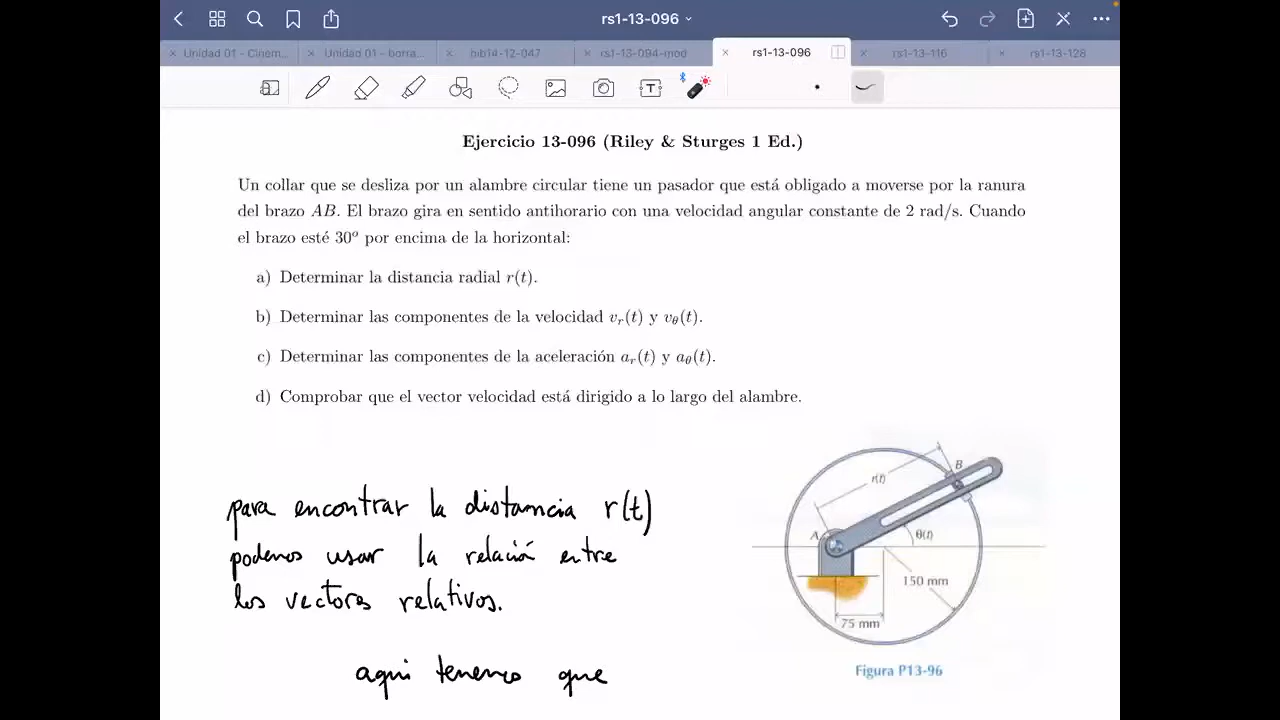 rs1-13-096
Unidad 01 - Cinem...
Unidad 01 - borra...
bib14-12-047
rs1-13-094-mod
rs1-13-096
rs1-13-116
rs1-13-128
T
Ejercicio 13-096 (Riley & Sturges 1 Ed.)
Un collar que se desliza por un alambre circular tiene un pasador que está obligado a moverse por la ranura
del brazo AB. El brazo gira en sentido antihorario con una velocidad angular constante de 2 rad/s. Cuando
el brazo esté 30º por encima de la horizontal:
a) Determinar la distancia radial r(t).
b) Determinar las componentes de la velocidad vᵣ(t) y v_θ(t).
c) Determinar las componentes de la aceleración aᵣ(t) y a_θ(t).
d) Comprobar que el vector velocidad está dirigido a lo largo del alambre.
para encontrar la distancia r(t)
podemos usar la relación entre
los vectores relativos.
aqui tenemos que
B
r(t)
A
θ(t)
150 mm
75 mm
Figura P13-96